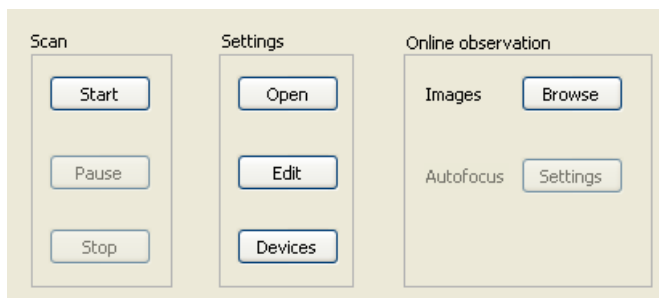 Scan
Start
Pause
Stop
Settings
Open
Edit
Devices
Online observation
Images Browse
Autofocus Settings